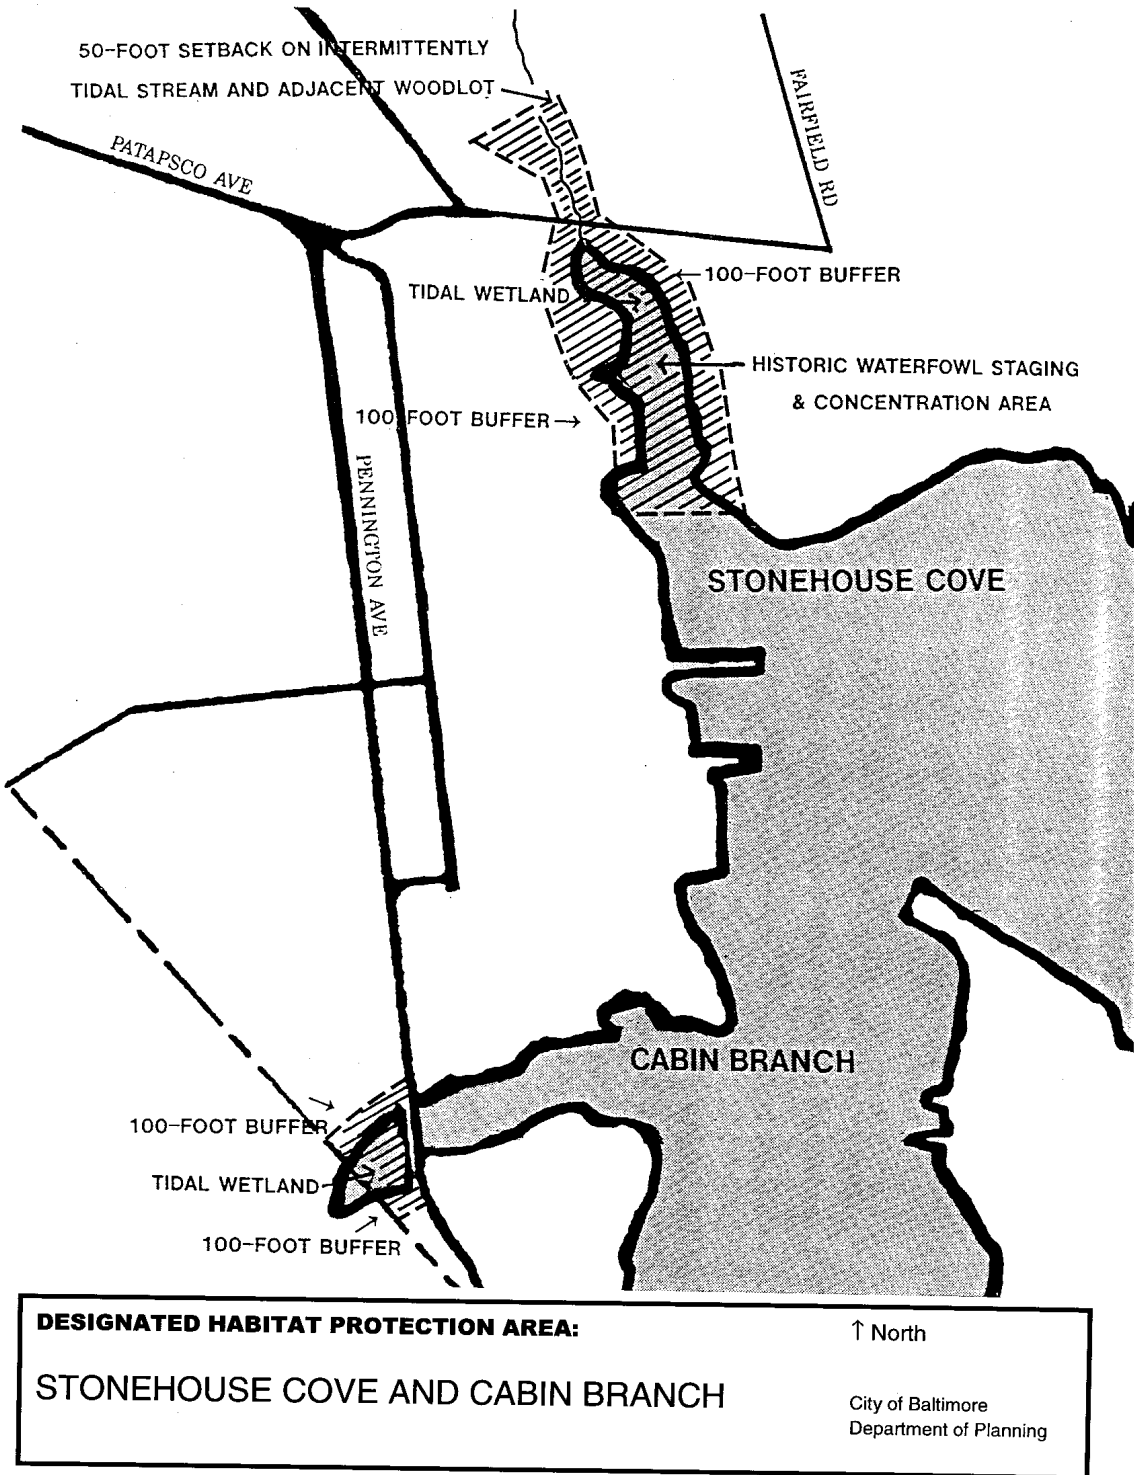 50-FOOT SETBACK ON INTERMITTENTLY
TIDAL STREAM AND ADJACENT WOODLOT
PATAPSCO AVE
FAIRFIELD RD
100-FOOT BUFFER
TIDAL WETLAND
HISTORIC WATERFOWL STAGING
& CONCENTRATION AREA
100-FOOT BUFFER
PENNINGTON AVE
STONEHOUSE COVE
CABIN BRANCH
100-FOOT BUFFER
TIDAL WETLAND
100-FOOT BUFFER
DESIGNATED HABITAT PROTECTION AREA:
↑ North
STONEHOUSE COVE AND CABIN BRANCH
City of Baltimore
Department of Planning